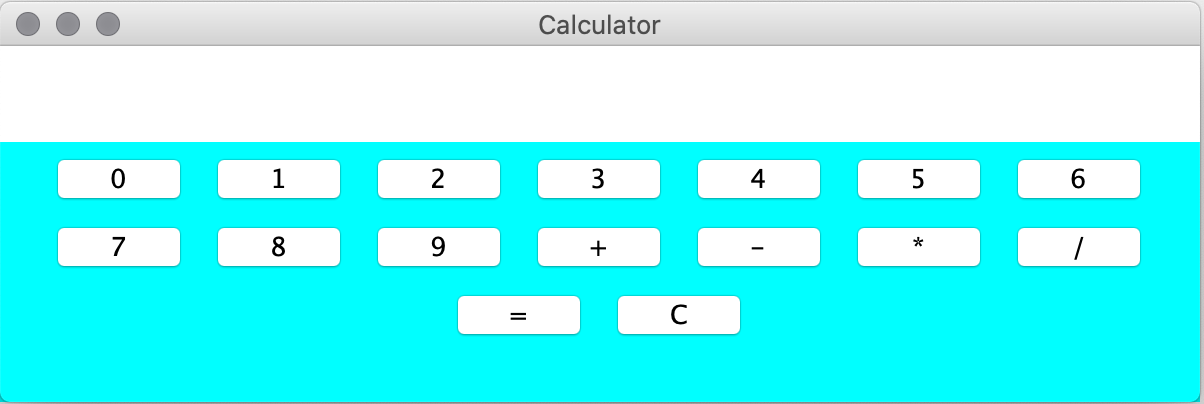 Calculator
0 1 2 3 4 5 6
7 8 9 + - * /
= C